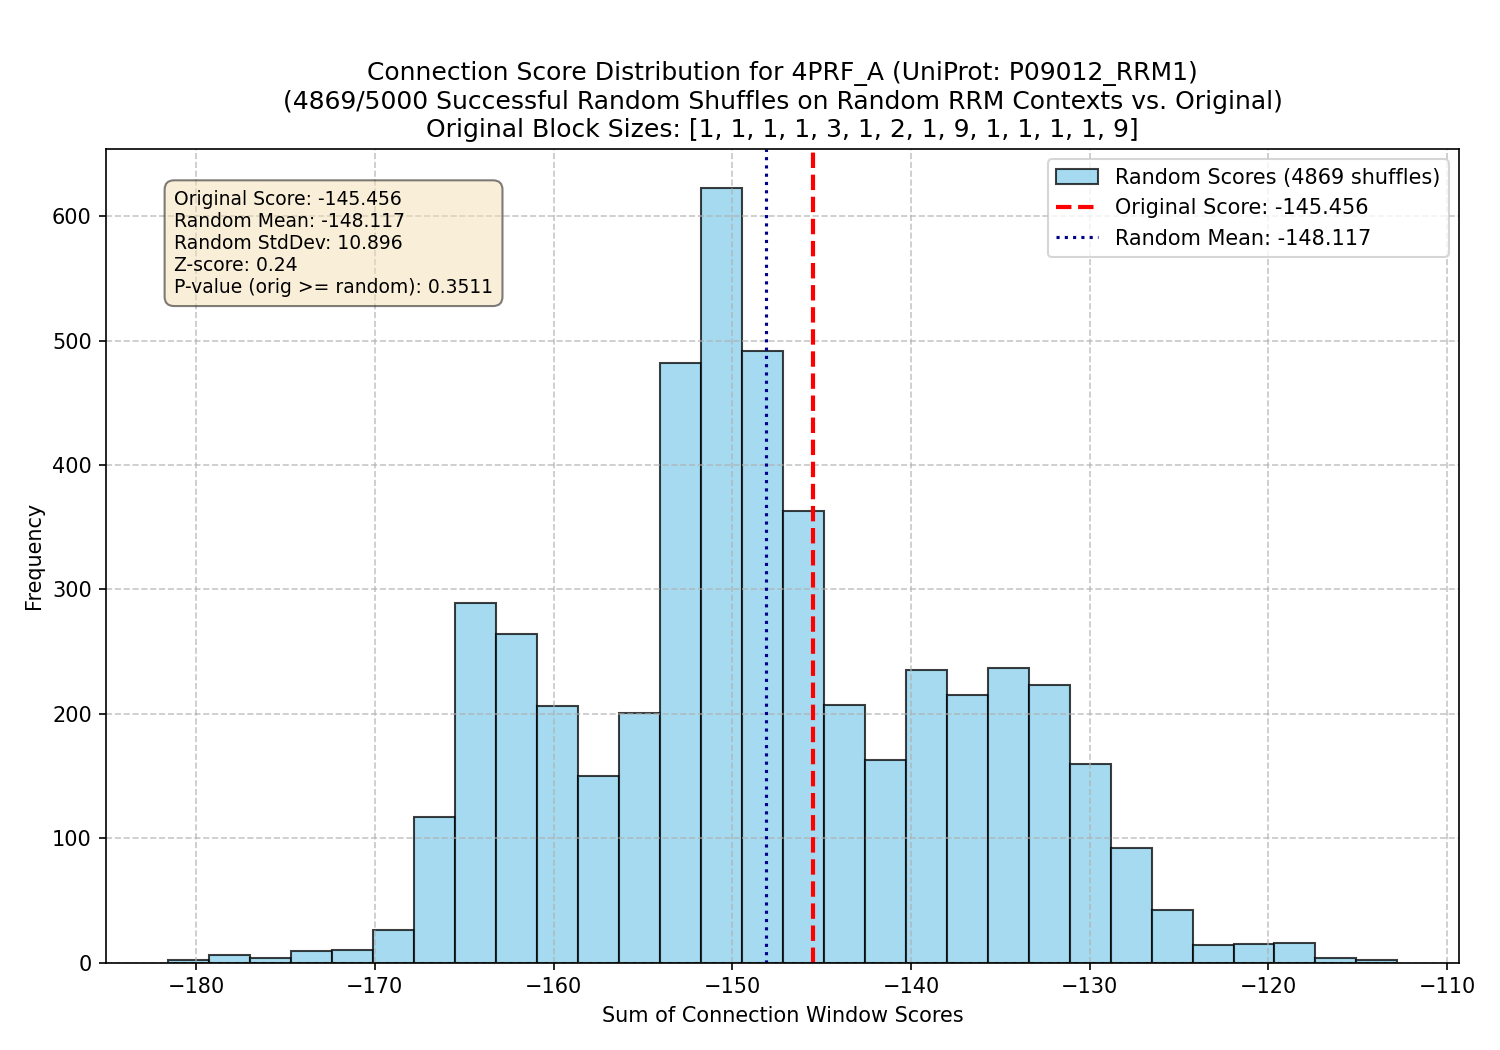 Connection Score Distribution for 4PRF_A (UniProt: P09012_RRM1)
(4869/5000 Successful Random Shuffles on Random RRM Contexts vs. Original)
Original Block Sizes: [1, 1, 1, 1, 3, 1, 2, 1, 9, 1, 1, 1, 1, 9]
Original Score: -145.456
Random Mean: -148.117
Random StdDev: 10.896
Z-score: 0.24
P-value (orig >= random): 0.3511
Random Scores (4869 shuffles)
Original Score: -145.456
Random Mean: -148.117
Frequency
600
500
400
300
200
100
0
−180
−170
−160
−150
−140
−130
−120
−110
Sum of Connection Window Scores